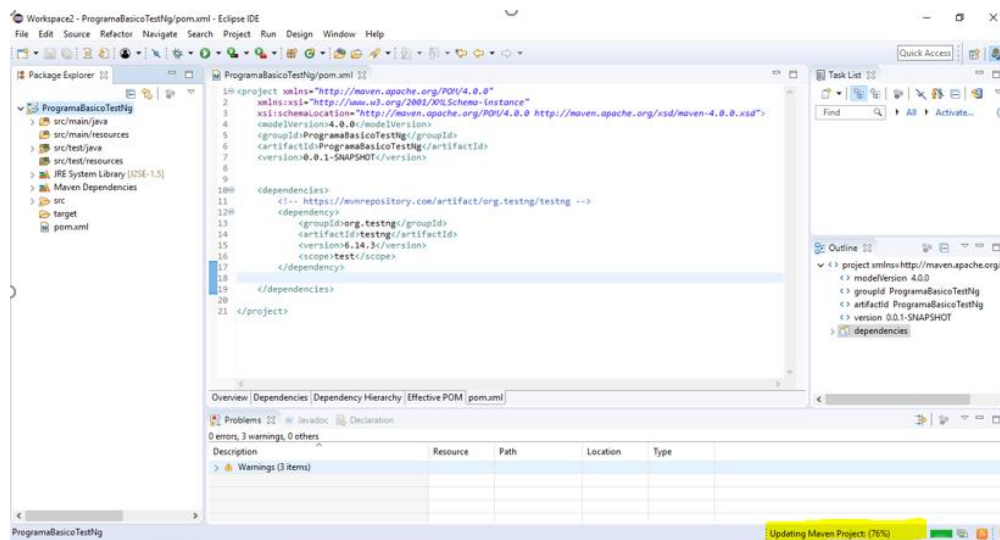 Workspace2 - ProgramaBasicoTestNg/pom.xml - Eclipse IDE
File Edit Source Refactor Navigate Search Project Run Design Window Help
Quick Access
Package Explorer
ProgramaBasicoTestNg
src/main/java
src/main/resources
src/test/java
src/test/resources
JRE System Library [J2SE-1.5]
Maven Dependencies
src
target
pom.xml
ProgramaBasicoTestNg/pom.xml
1 <project xmlns="http://maven.apache.org/POM/4.0.0"
2 xmlns:xsi="http://www.w3.org/2001/XMLSchema-instance"
3 xsi:schemaLocation="http://maven.apache.org/POM/4.0.0 http://maven.apache.org/xsd/maven-4.0.0.xsd">
4 <modelVersion>4.0.0</modelVersion>
5 <groupId>ProgramaBasicoTestNg</groupId>
6 <artifactId>ProgramaBasicoTestNg</artifactId>
7 <version>0.0.1-SNAPSHOT</version>
8
9
10 <dependencies>
11 <!-- https://mvnrepository.com/artifact/org.testng/testng -->
12 <dependency>
13 <groupId>org.testng</groupId>
14 <artifactId>testng</artifactId>
15 <version>6.14.3</version>
16 <scope>test</scope>
17 </dependency>
18
19 </dependencies>
20
21 </project>
Overview Dependencies Dependency Hierarchy Effective POM pom.xml
Task List
Find All Activate...
Outline
project xmlns=http://maven.apache.org/
modelVersion 4.0.0
groupId ProgramaBasicoTestNg
artifactId ProgramaBasicoTestNg
version 0.0.1-SNAPSHOT
dependencies
Problems Javadoc Declaration
0 errors, 3 warnings, 0 others
Description Resource Path Location Type
Warnings (3 items)
ProgramaBasicoTestNg
Updating Maven Project: (76%)